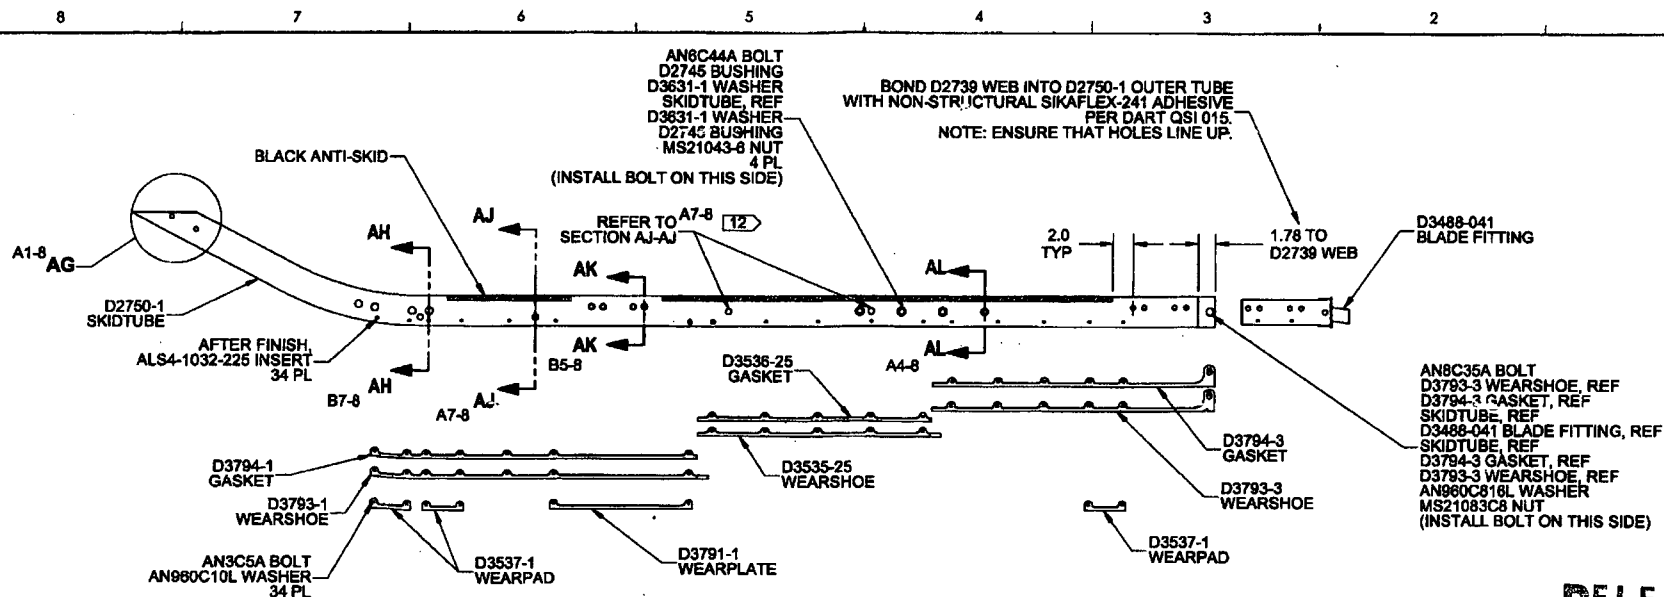 8 7 6 5 4 3 2
AN6C44A BOLT
D2745 BUSHING
D3631-1 WASHER
SKIDTUBE, REF
D3631-1 WASHER
D2745 BUSHING
MS21043-6 NUT
4 PL
(INSTALL BOLT ON THIS SIDE)
BOND D2739 WEB INTO D2750-1 OUTER TUBE
WITH NON-STRUCTURAL SIKAFLEX-241 ADHESIVE
PER DART QSI 015.
NOTE: ENSURE THAT HOLES LINE UP.
BLACK ANTI-SKID
REFER TO A7-8 12
SECTION AJ-AJ
2.0
TYP
1.78 TO
D2739 WEB
D3488-041
BLADE FITTING
A1-8 AG
AH
AJ
AK
AL
D2750-1
SKIDTUBE
AFTER FINISH,
ALS4-1032-225 INSERT
34 PL
AH
B7-8
AJ
A7-8
AK
B5-8
AL
A4-8
D3536-25
GASKET
D3794-1
GASKET
D3793-1
WEARSHOE
AN3C5A BOLT
AN960C10L WASHER
34 PL
D3537-1
WEARPAD
D3791-1
WEARPLATE
D3535-25
WEARSHOE
D3794-3
GASKET
D3793-3
WEARSHOE
D3537-1
WEARPAD
AN8C35A BOLT
D3793-3 WEARSHOE, REF
D3794-3 GASKET, REF
SKIDTUBE, REF
D3488-041 BLADE FITTING, REF
SKIDTUBE, REF
D3794-3 GASKET, REF
D3793-3 WEARSHOE, REF
AN960C816L WASHER
MS21083C8 NUT
(INSTALL BOLT ON THIS SIDE)